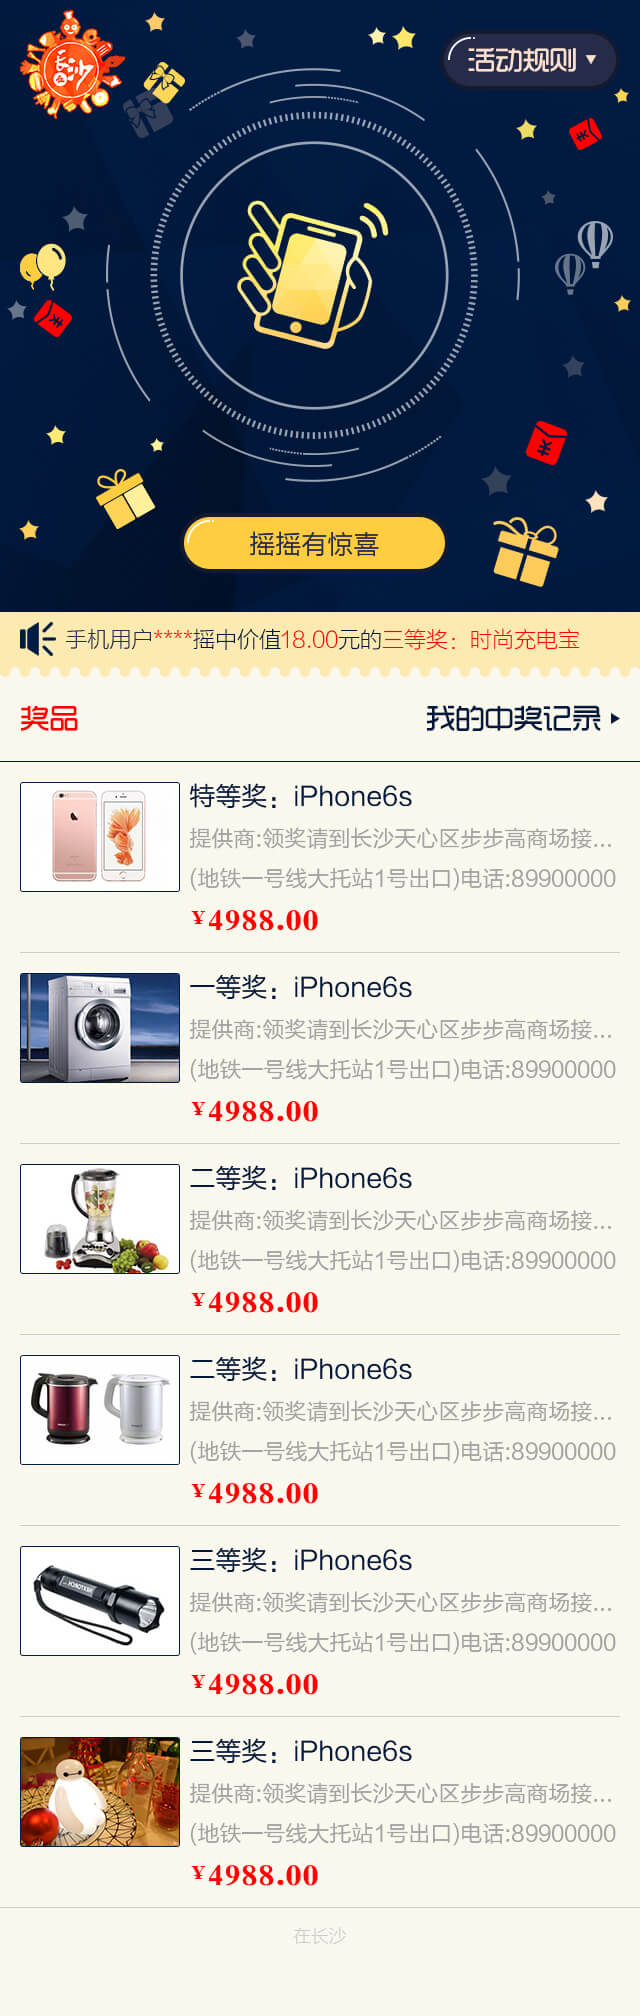 長沙
在
活动规则
摇摇有惊喜
手机用户****摇中价值18.00元的三等奖：时尚充电宝
奖品
我的中奖记录
特等奖：iPhone6s
提供商:领奖请到长沙天心区步步高商场接...
(地铁一号线大托站1号出口)电话:89900000
¥4988.00
一等奖：iPhone6s
提供商:领奖请到长沙天心区步步高商场接...
(地铁一号线大托站1号出口)电话:89900000
¥4988.00
二等奖：iPhone6s
提供商:领奖请到长沙天心区步步高商场接...
(地铁一号线大托站1号出口)电话:89900000
¥4988.00
二等奖：iPhone6s
提供商:领奖请到长沙天心区步步高商场接...
(地铁一号线大托站1号出口)电话:89900000
¥4988.00
三等奖：iPhone6s
提供商:领奖请到长沙天心区步步高商场接...
(地铁一号线大托站1号出口)电话:89900000
¥4988.00
三等奖：iPhone6s
提供商:领奖请到长沙天心区步步高商场接...
(地铁一号线大托站1号出口)电话:89900000
¥4988.00
在长沙